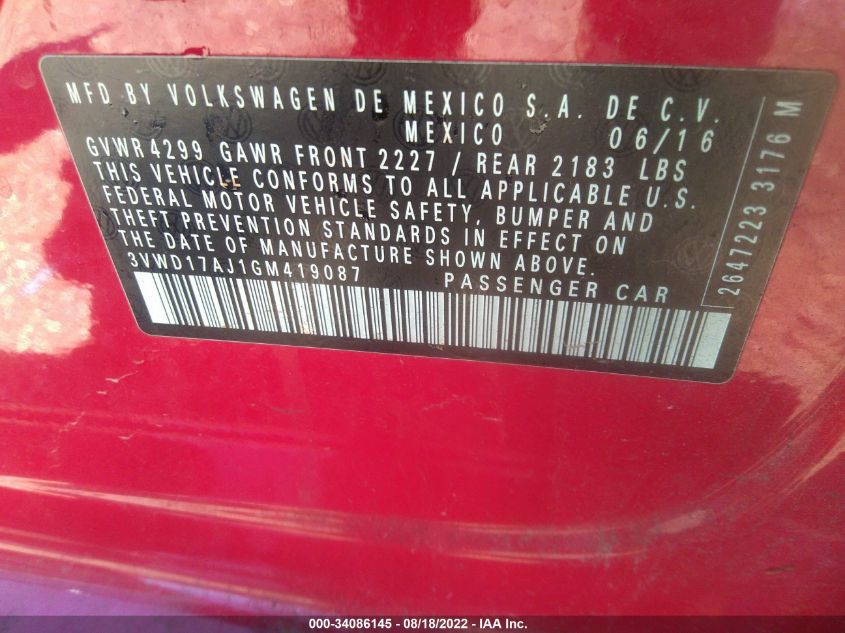 MFD BY VOLKSWAGEN DE MEXICO S.A. DE C.V.
MEXICO 06/16
GVWR 4299 GAWR FRONT 2227 / REAR 2183 LBS
THIS VEHICLE CONFORMS TO ALL APPLICABLE U.S.
FEDERAL MOTOR VEHICLE SAFETY, BUMPER AND
THEFT PREVENTION STANDARDS IN EFFECT ON
THE DATE OF MANUFACTURE SHOWN ABOVE.
3VWD17AJ1GM419087 PASSENGER CAR
2647223 3176 M
000-34086145 - 08/18/2022 - IAA Inc.